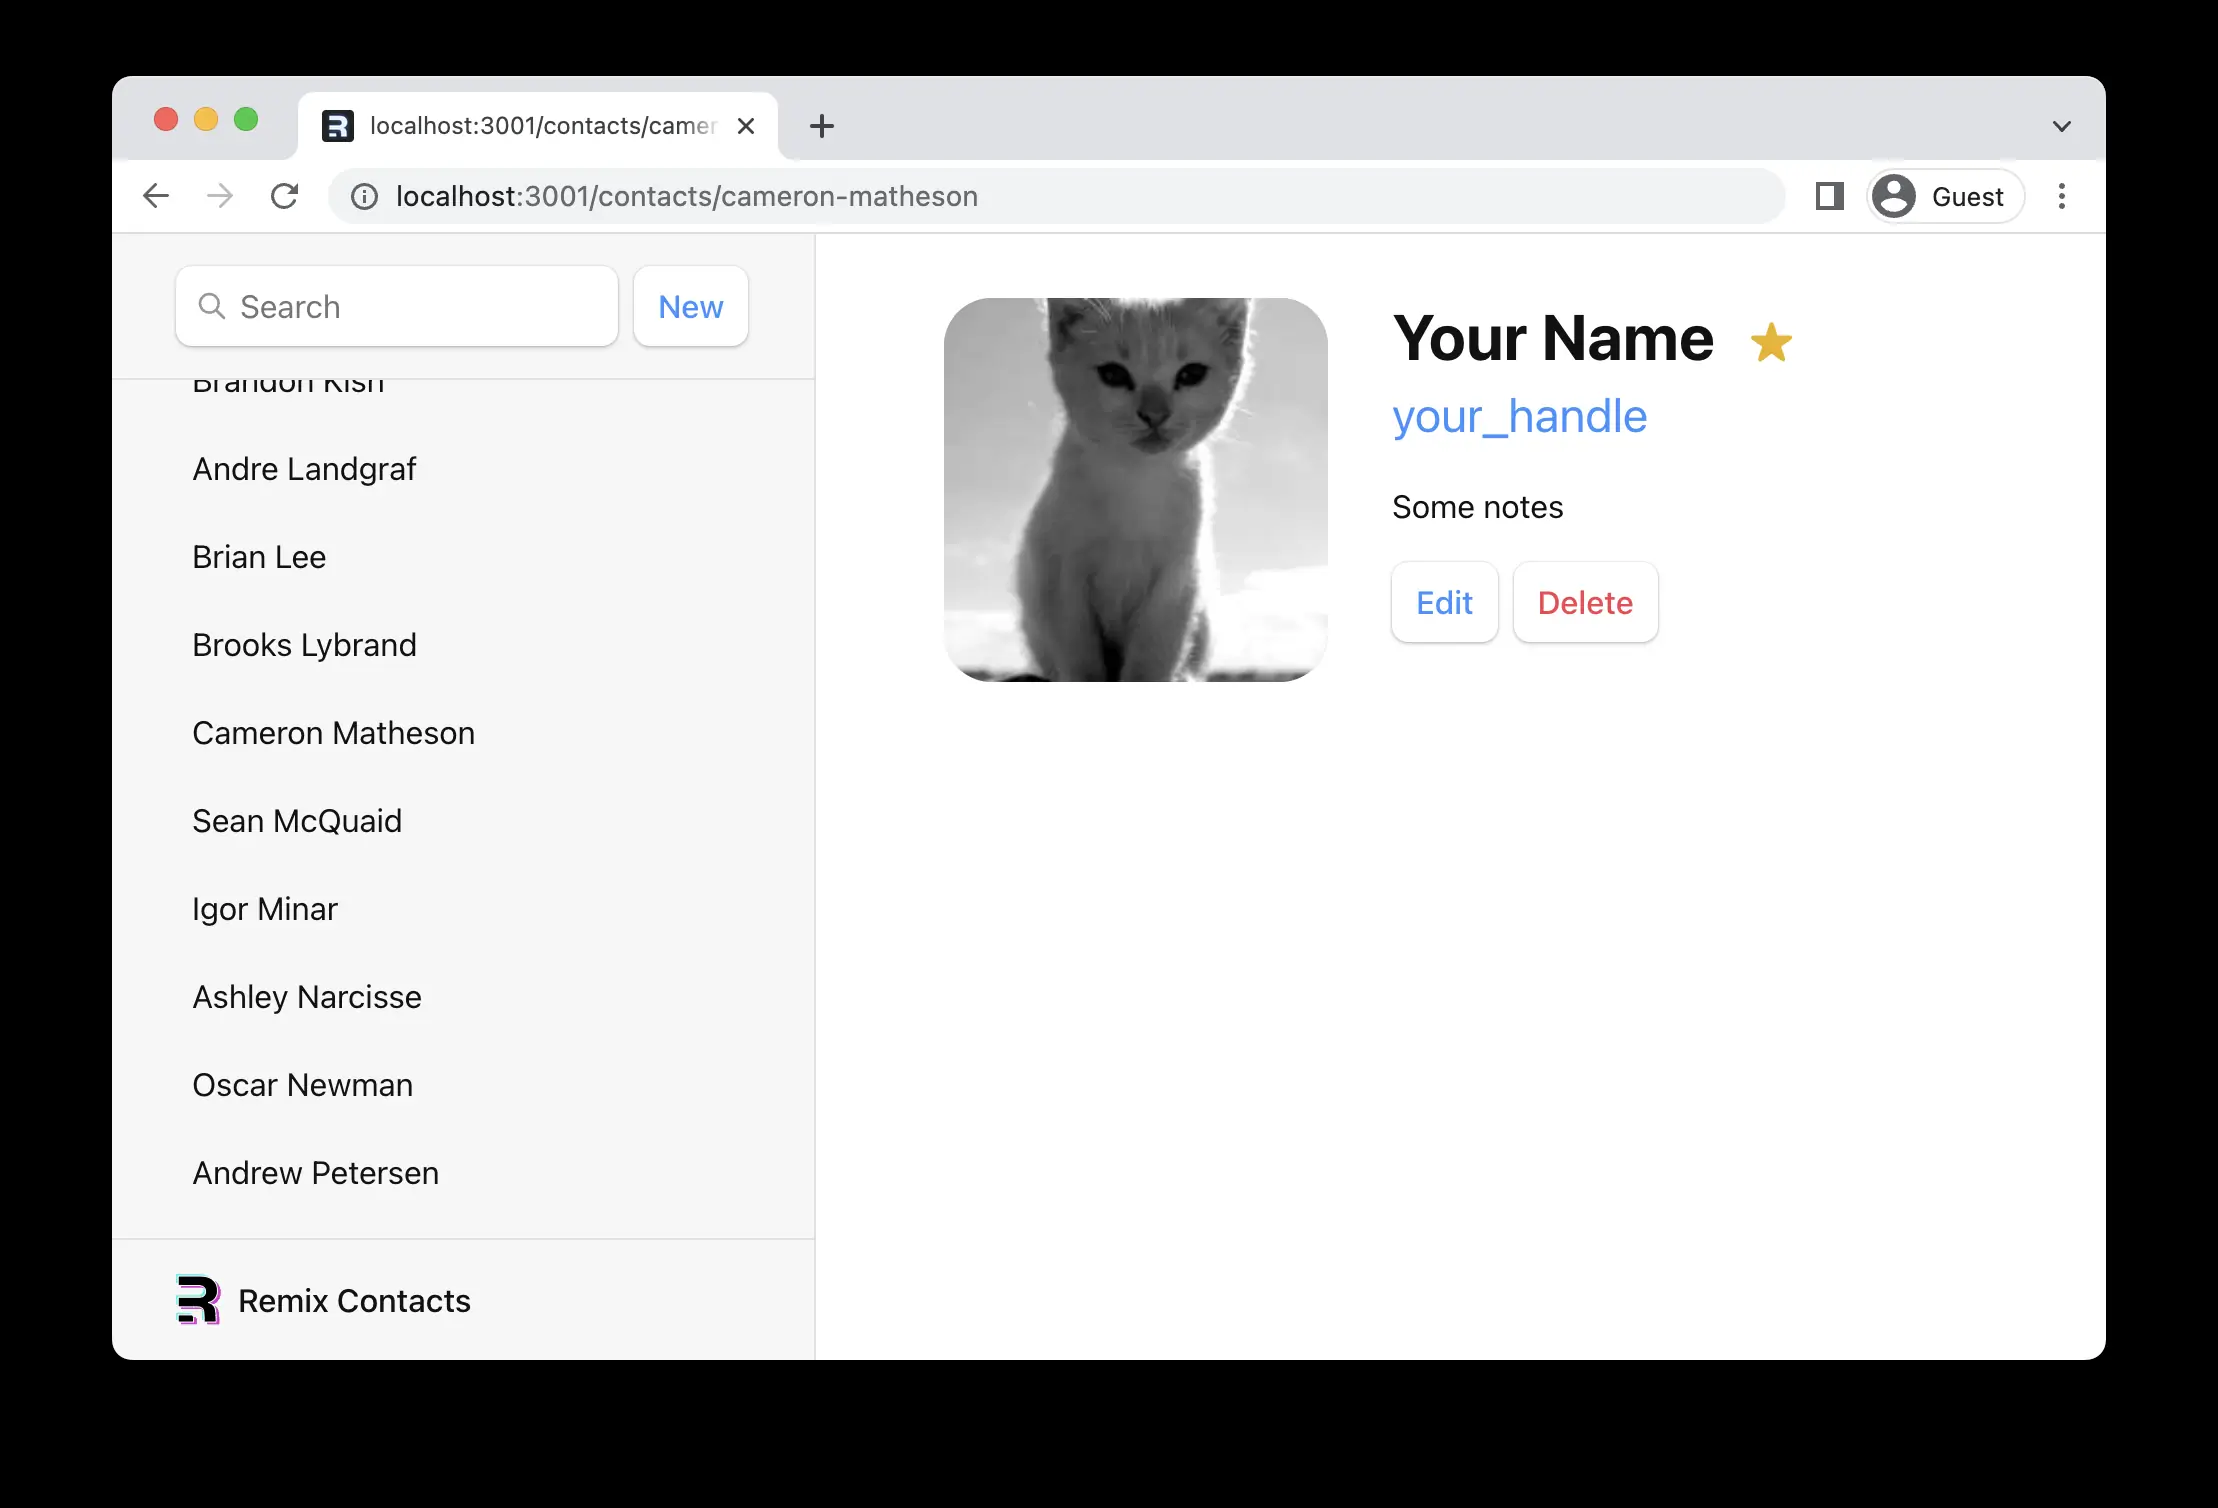 localhost:3001/contacts/camer
localhost:3001/contacts/cameron-matheson
Guest
Search
New
Brandon Kish
Andre Landgraf
Brian Lee
Brooks Lybrand
Cameron Matheson
Sean McQuaid
Igor Minar
Ashley Narcisse
Oscar Newman
Andrew Petersen
Remix Contacts
Your Name
your_handle
Some notes
Edit
Delete